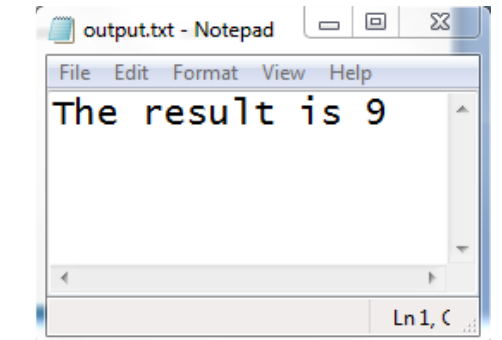 output.txt - Notepad
File Edit Format View Help
The result is 9
Ln 1, C